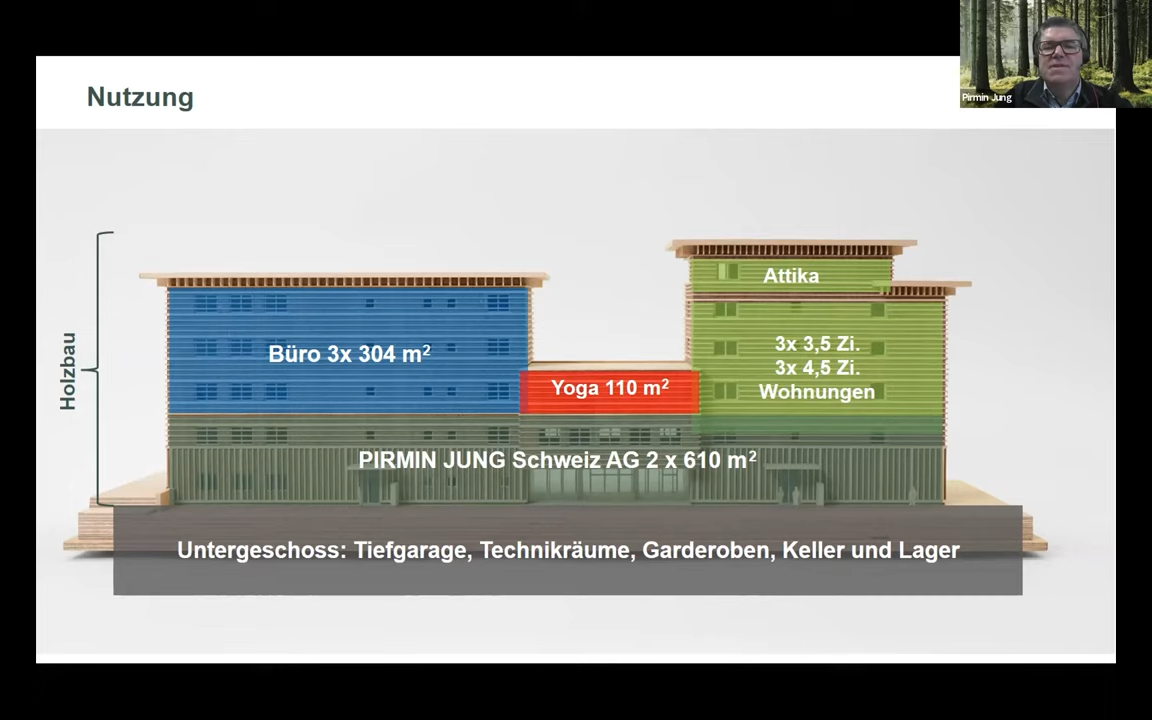 Pirmin Jung
Nutzung
Holzbau
Attika
Büro 3x 304 m²
3x 3,5 Zi.
3x 4,5 Zi.
Wohnungen
Yoga 110 m²
PIRMIN JUNG Schweiz AG 2 x 610 m²
Untergeschoss: Tiefgarage, Technikräume, Garderoben, Keller und Lager